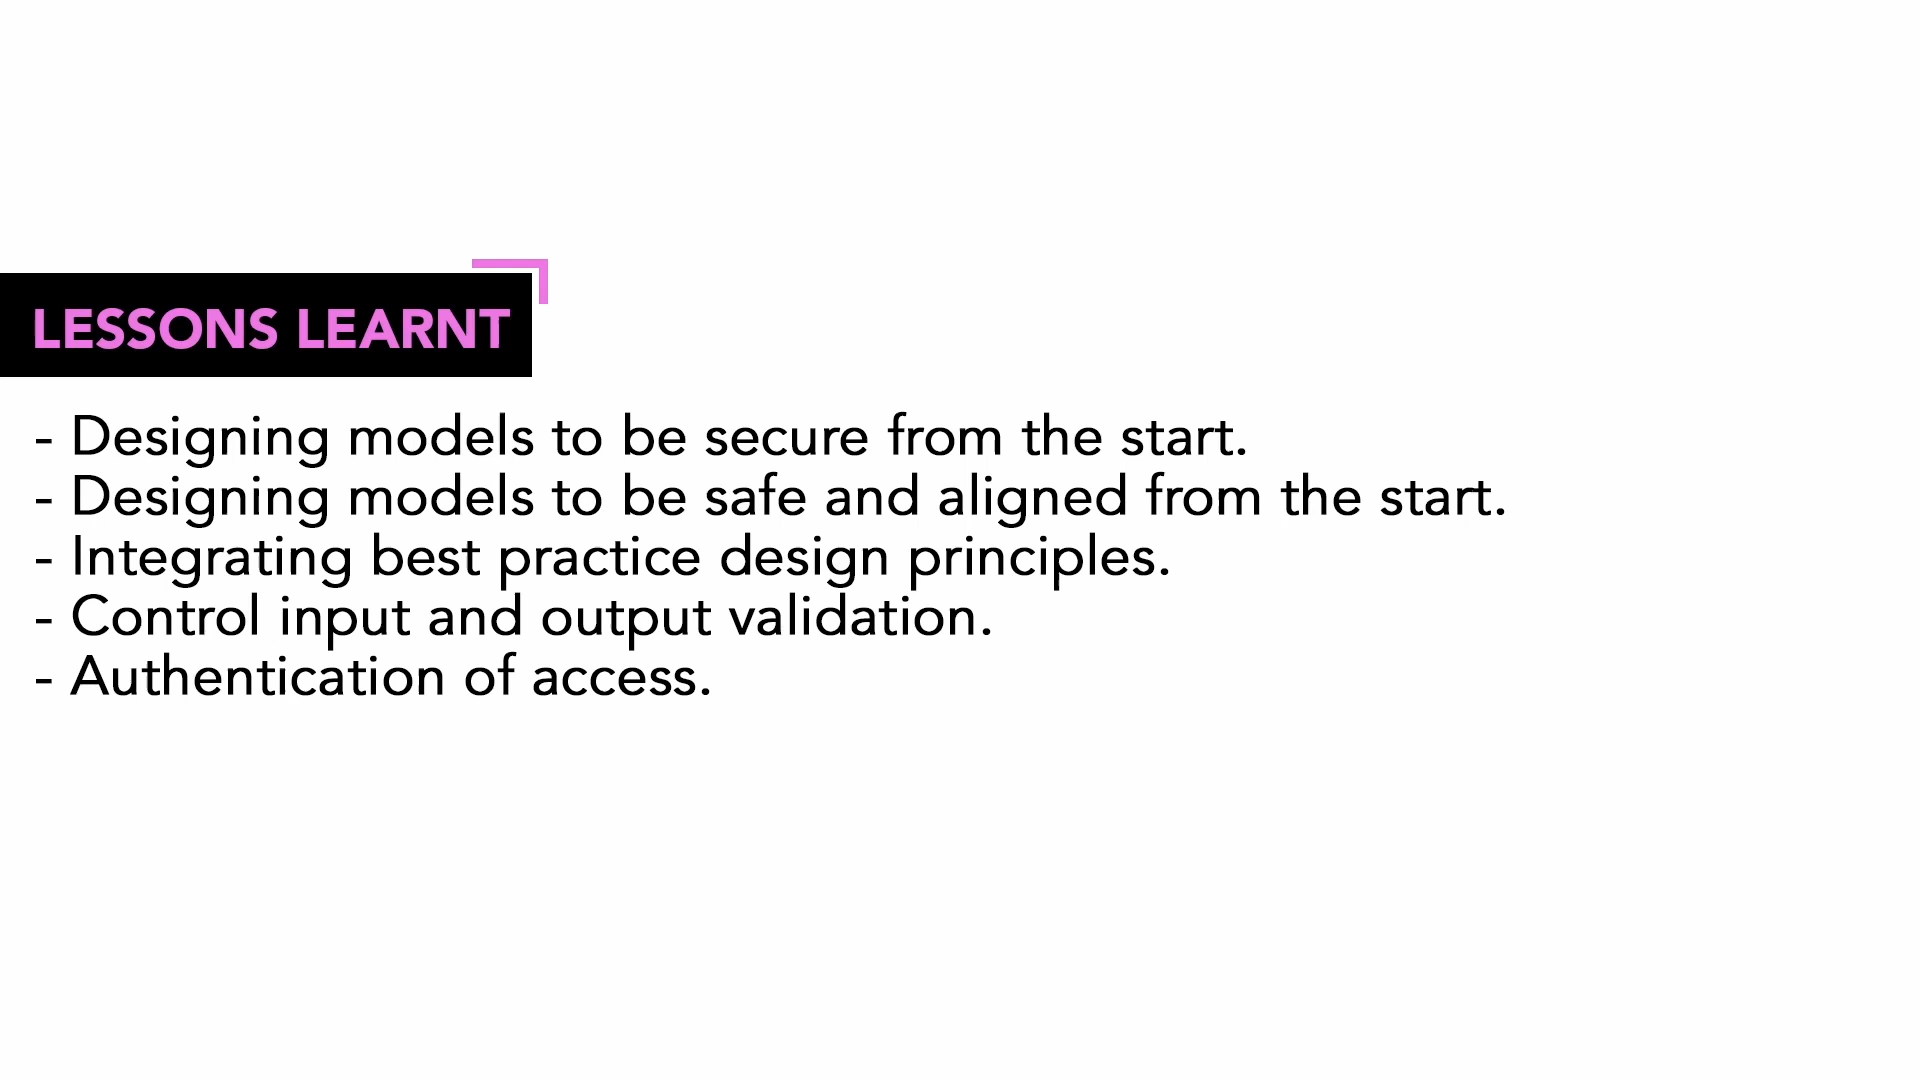 LESSONS LEARNT
- Designing models to be secure from the start.
- Designing models to be safe and aligned from the start.
- Integrating best practice design principles.
- Control input and output validation.
- Authentication of access.